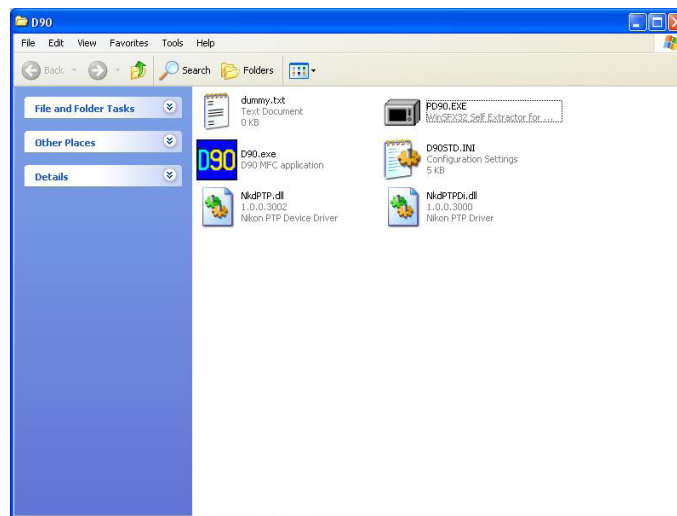 D90
File Edit View Favorites Tools Help
Back Search Folders
File and Folder Tasks
Other Places
Details
dummy.txt
Text Document
0 KB
PD90.EXE
WinSFX32 Self Extractor for ...
D90
D90.exe
D90 MFC application
D90STD.INI
Configuration Settings
5 KB
NkdPTP.dll
1.0.0.3002
Nikon PTP Device Driver
NkdPTPDi.dll
1.0.0.3000
Nikon PTP Driver